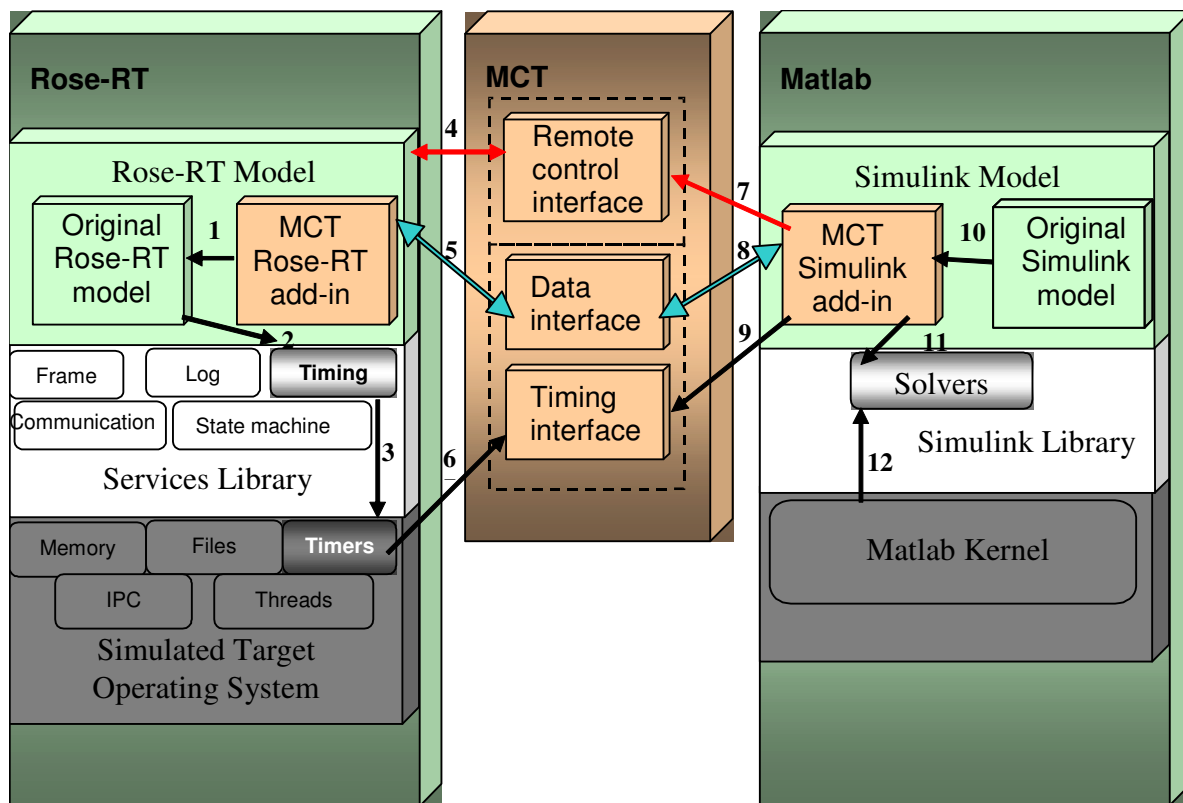 Rose-RT
Rose-RT Model
Original
Rose-RT
model
1
MCT
Rose-RT
add-in
2
Frame
Log
Timing
Communication
State machine
3
Services Library
Memory
Files
Timers
IPC
Threads
Simulated Target
Operating System
4
5
6
MCT
Remote
control
interface
Data
interface
Timing
interface
7
8
9
Matlab
Simulink Model
MCT
Simulink
add-in
10
Original
Simulink
model
11
Solvers
Simulink Library
12
Matlab Kernel